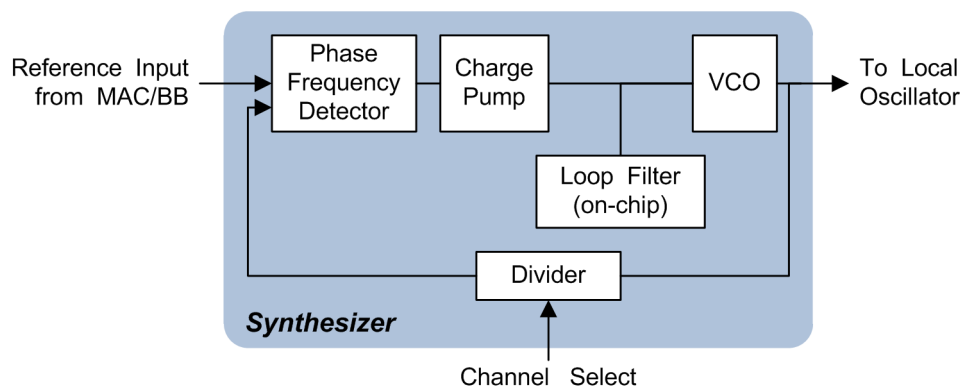 Reference Input
from MAC/BB
Phase
Frequency
Detector
Charge
Pump
VCO
To Local
Oscillator
Loop Filter
(on-chip)
Divider
Synthesizer
Channel Select